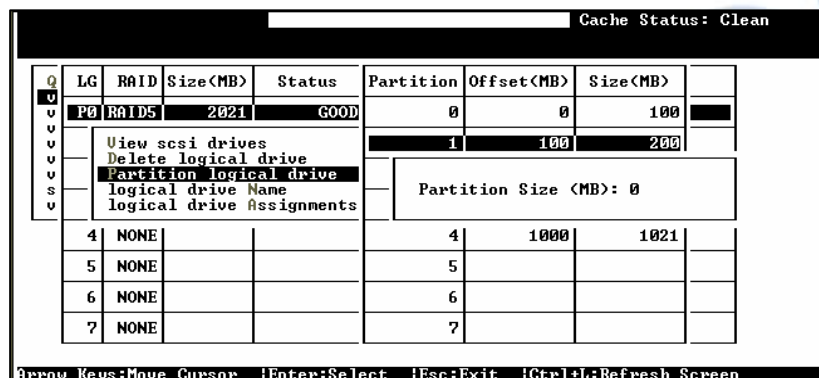 Cache Status: Clean
Q LG RAID Size(MB) Status Partition Offset(MB) Size(MB)
v P0 RAID5 2021 GOOD 0 0 100
v
v View scsi drives 1 100 200
v Delete logical drive
v Partition logical drive Partition Size (MB): 0
s logical drive Name
v logical drive Assignments
4 NONE 4 1000 1021
5 NONE 5
6 NONE 6
7 NONE 7
Arrow Keys:Move Cursor |Enter:Select |Esc:Exit |Ctrl+L:Refresh Screen